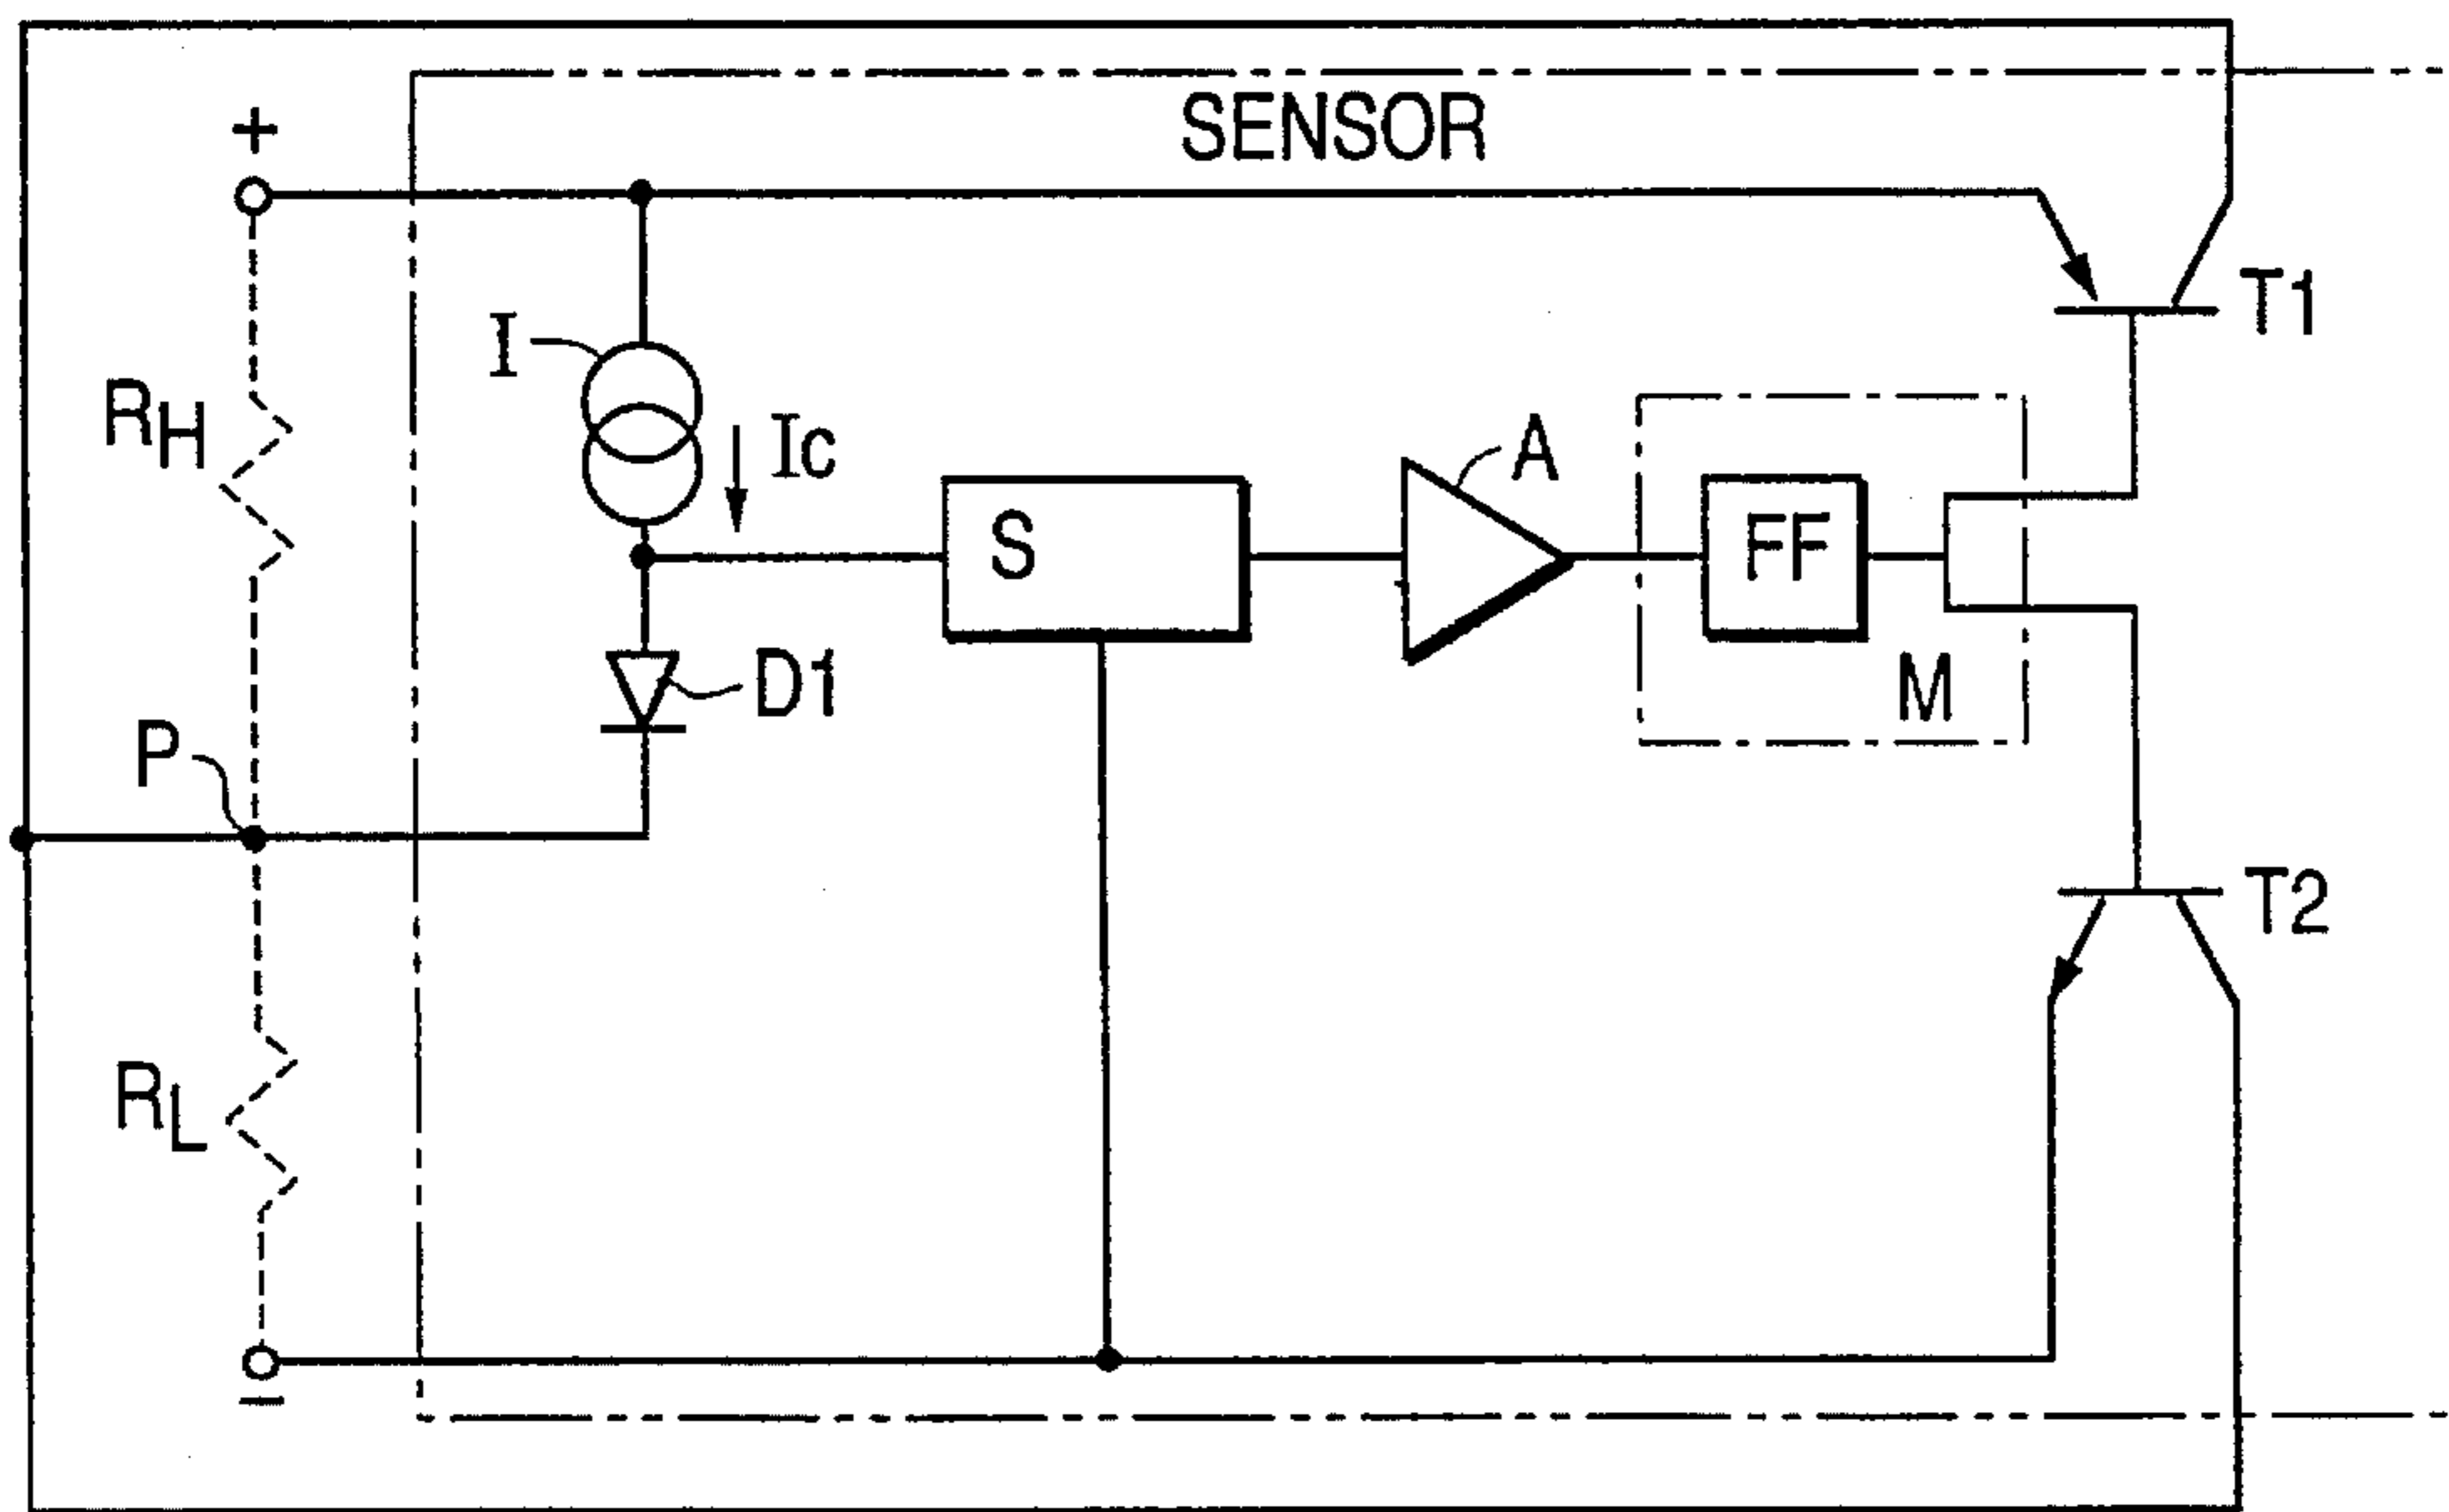 SENSOR
+
T1
I
RH
Ic
A
S
FF
D1
M
P
T2
RL
−